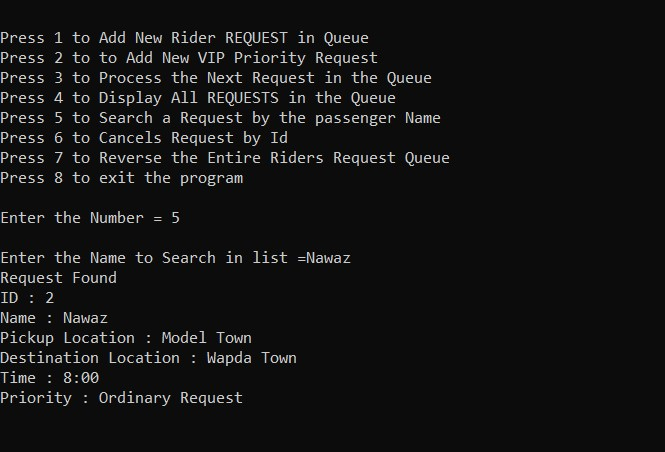 Press 1 to Add New Rider REQUEST in Queue
Press 2 to to Add New VIP Priority Request
Press 3 to Process the Next Request in the Queue
Press 4 to Display All REQUESTS in the Queue
Press 5 to Search a Request by the passenger Name
Press 6 to Cancels Request by Id
Press 7 to Reverse the Entire Riders Request Queue
Press 8 to exit the program
Enter the Number = 5
Enter the Name to Search in list =Nawaz
Request Found
ID : 2
Name : Nawaz
Pickup Location : Model Town
Destination Location : Wapda Town
Time : 8:00
Priority : Ordinary Request